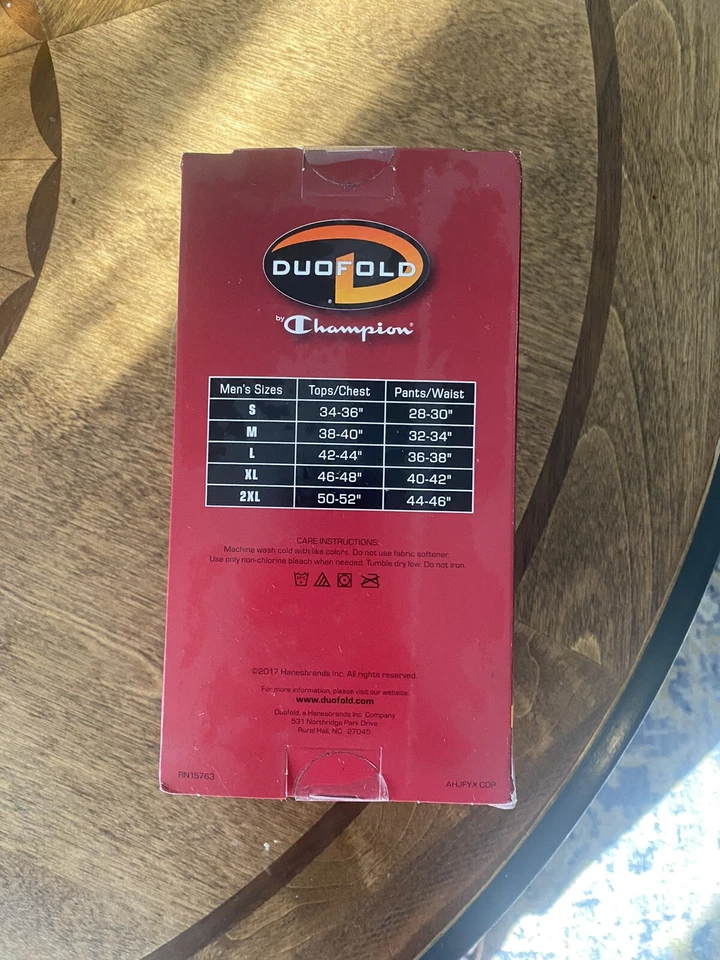 DUOFOLD
®
by Champion®
Men's Sizes Tops/Chest Pants/Waist
S 34-36" 28-30"
M 38-40" 32-34"
L 42-44" 36-38"
XL 46-48" 40-42"
2XL 50-52" 44-46"
CARE INSTRUCTIONS:
Machine wash cold with like colors. Do not use fabric softener.
Use only non-chlorine bleach when needed. Tumble dry low. Do not iron.
©2017 Hanesbrands Inc. All rights reserved.
For more information, please visit our website
www.duofold.com
Duofold, a Hanesbrands Inc. Company
531 Northridge Park Drive
Rural Hall, NC 27045
RN15763 AHJFYX COP